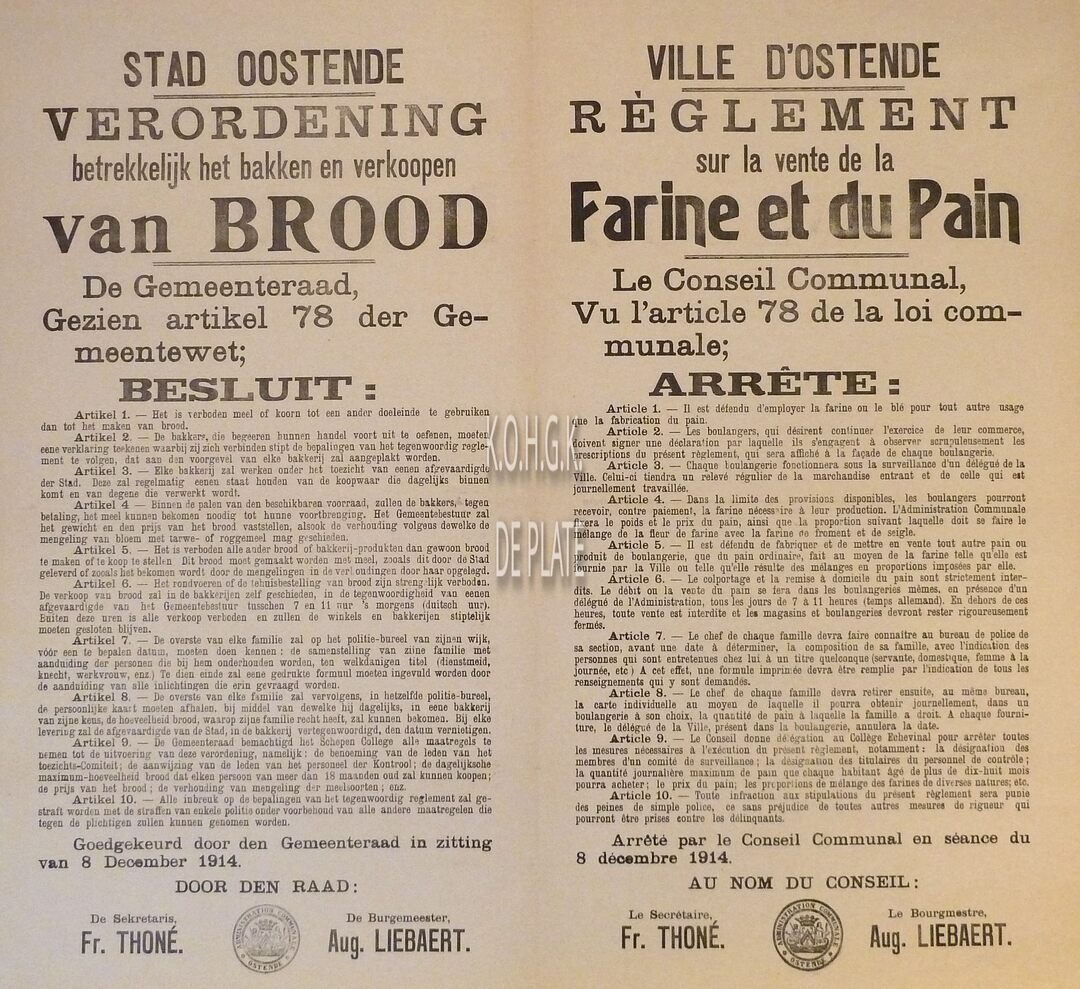 STAD OOSTENDE
VERORDENING
betrekkelijk het bakken en verkoopen
van BROOD
De Gemeenteraad,
Gezien artikel 78 der Ge-
meentewet;
BESLUIT :
Artikel 1. — Het is verboden meel of koorn tot een ander doeleinde te gebruiken
dan tot het maken van brood.
Artikel 2. — De bakkers, die begeeren hunnen handel voort uit te oefenen, moeten
eene verklaring teekenen waarbij zij zich verbinden stipt de bepalingen van het tegenwoordig regle-
ment te volgen, dat aan den voorgevel van elke bakkerij zal aangeplakt worden.
Artikel 3. — Elke bakkerij zal werken onder het toezicht van eenen afgevaardigde
der Stad. Deze zal regelmatig eenen staat houden van de koopwaar die dagelijks binnen
komt en van degene die verwerkt wordt.
Artikel 4 — Binnen de palen van den beschikbaren voorraad, zullen de bakkers, tegen
betaling, het meel kunnen bekomen noodig tot hunne voortbrenging. Het Gemeentebestuur zal
het gewicht en den prijs van het brood vaststellen, alsook de verhouding volgens dewelke de
mengeling van bloem met tarwe- of roggemeel mag geschieden.
Artikel 5. — Het is verboden alle ander brood of bakkerij-produkten dan gewoon brood
te maken of te koop te stellen Dit brood moet gemaakt worden met meel, zooals dit door de Stad
geleverd of zooals het bekomen wordt door de mengelingen in de verhoudingen door haar opgelegd.
Artikel 6. — Het rondvoeren of de tehuisbestelling van brood zijn strengelijk verboden.
De verkoop van brood zal in de bakkerijen zelf geschieden, in de tegenwoordigheid van eenen
afgevaardigde van het Gemeentebestuur tusschen 7 en 11 uur 's morgens (duitsch uur).
Buiten deze uren is alle verkoop verboden en zullen de winkels en bakkerijen stiptelijk
moeten gesloten blijven.
Artikel 7. — De overste van elke familie zal op het politie-bureel van zijnen wijk,
vóór een te bepalen datum, moeten doen kennen : de samenstelling van zijne familie met
aanduiding der personen die bij hem onderhouden worden, ten welkdanigen titel (dienstmeid,
knecht, werkvrouw, enz.) Te dien einde zal eene gedrukte formuul moeten ingevuld worden door
de aanduiding van alle inlichtingen die erin gevraagd worden.
Artikel 8. — De overste van elke familie zal vervolgens, in hetzelfde politie-bureel,
de persoonlijke kaart moeten afhalen, bij middel van dewelke hij dagelijks, in eene bakkerij
van zijne keus, de hoeveelheid brood, waarop zijne familie recht heeft, zal kunnen bekomen. Bij elke
levering zal de afgevaardigde van de Stad, in de bakkerij vertegenwoordigd, den datum vernietigen.
Artikel 9. — De Gemeenteraad bemachtigd het Schepen College alle maatregels te
nemen tot de uitvoering van deze verordening, namelijk : de benoeming van de leden van het
toezichts-Comiteit; de aanwijzing van de leden van het personeel der Kontrool; de dagelijksche
maximum-hoeveelheid brood dat elken persoon van meer dan 18 maanden oud zal kunnen koopen;
de prijs van het brood ; de verhouding van mengeling der meelsoorten ; enz.
Artikel 10. — Alle inbreuk op de bepalingen van het tegenwoordig reglement zal ge-
straft worden met de straffen van enkele politie onder voorbehoud van alle andere maatregelen die
tegen de plichtigen zullen kunnen genomen worden.
Goedgekeurd door den Gemeenteraad in zitting
van 8 December 1914.
DOOR DEN RAAD :
De Sekretaris,
Fr. THONÉ.
ADMINISTRATION COMMUNALE OSTENDE
De Burgemeester,
Aug. LIEBAERT.
VILLE D'OSTENDE
RÈGLEMENT
sur la vente de la
Farine et du Pain
Le Conseil Communal,
Vu l'article 78 de la loi com-
munale;
ARRÊTE :
Article 1. — Il est défendu d'employer la farine ou le blé pour tout autre usage
que la fabrication du pain.
Article 2. — Les boulangers, qui désirent continuer l'exercice de leur commerce,
doivent signer une déclaration par laquelle ils s'engagent à observer scrupuleusement les
prescriptions du présent règlement, qui sera affiché à la façade de chaque boulangerie.
Article 3. — Chaque boulangerie fonctionnera sous la surveillance d'un délégué de la
Ville. Celui-ci tiendra un relevé régulier de la marchandise entrant et de celle qui est
journellement travaillée.
Article 4. — Dans la limite des provisions disponibles, les boulangers pourront
recevoir, contre paiement, la farine nécessaire à leur production. L'Administration Communale
fixera le poids et le prix du pain, ainsi que la proportion suivant laquelle doit se faire le
mélange de la fleur de farine avec la farine de froment et de seigle.
Article 5. — Il est défendu de fabriquer et de mettre en vente tout autre pain ou
produit de boulangerie, que du pain ordinaire, fait au moyen de la farine telle qu'elle est
fournie par la Ville ou telle qu'elle résulte des mélanges en proportions imposées par elle.
Article 6. — Le colportage et la remise à domicile du pain sont strictement inter-
dits. Le débit ou la vente du pain se fera dans les boulangeries mêmes, en présence d'un
délégué de l'Administration, tous les jours de 7 à 11 heures (temps allemand). En dehors de ces
heures, toute vente est interdite et les magasins et boulangeries devront rester rigoureusement
fermés.
Article 7. — Le chef de chaque famille devra faire connaître au bureau de police de
sa section, avant une date à déterminer, la composition de sa famille, avec l'indication des
personnes qui sont entretenues chez lui à un titre quelconque (servante, domestique, femme à la
journée, etc ) A cet effet, une formule imprimée devra être remplie par l'indication de tous les
renseignements qui y sont demandés.
Article 8. — Le chef de chaque famille devra retirer ensuite, au même bureau,
la carte individuelle au moyen de laquelle il pourra obtenir journellement, dans un
boulangerie à son choix, la quantité de pain à laquelle la famille a droit. A chaque fourni-
ture, le délégué de la Ville, présent dans la boulangerie, annulera la date.
Article 9. — Le Conseil donne délégation au Collège Echevinal pour arrêter toutes
les mesures nécessaires à l'exécution du présent règlement, notamment : la désignation des
membres d'un comité de surveillance ; la désignation des titulaires du personnel de contrôle ;
la quantité journalière maximum de pain que chaque habitant âgé de plus de dix-huit mois
pourra acheter; le prix du pain; les proportions de mélange des farines de diverses natures; etc.
Article 10. — Toute infraction aux stipulations du présent règlement sera punie
des peines de simple police, ce sans préjudice de toutes autres mesures de rigueur qui
pourront être prises contre les délinquants.
Arrêté par le Conseil Communal en séance du
8 décembre 1914.
AU NOM DU CONSEIL :
Le Secrétaire,
Fr. THONÉ.
ADMINISTRATION COMMUNALE OSTENDE
Le Bourgmestre,
Aug. LIEBAERT.
K.O.H.G.K
DE PLATE